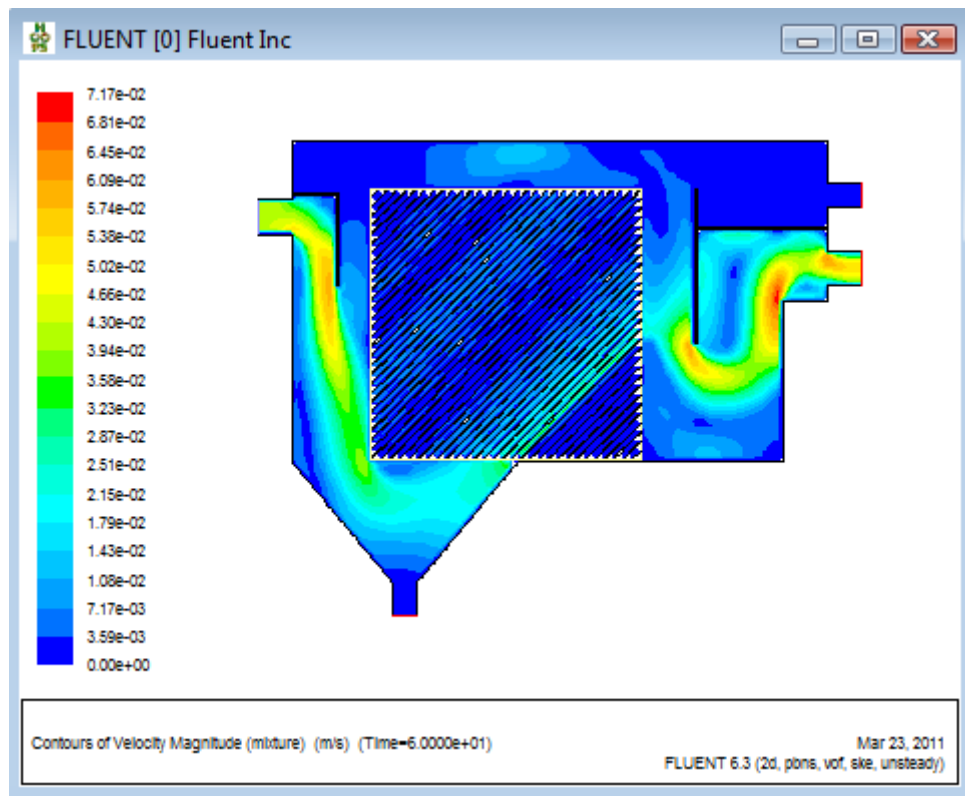 FLUENT [0] Fluent Inc
7.17e-02
6.81e-02
6.45e-02
6.09e-02
5.74e-02
5.38e-02
5.02e-02
4.66e-02
4.30e-02
3.94e-02
3.58e-02
3.23e-02
2.87e-02
2.51e-02
2.15e-02
1.79e-02
1.43e-02
1.08e-02
7.17e-03
3.59e-03
0.00e+00
Contours of Velocity Magnitude (mixture) (m/s) (Time=6.0000e+01)
Mar 23, 2011
FLUENT 6.3 (2d, pbns, vof, ske, unsteady)